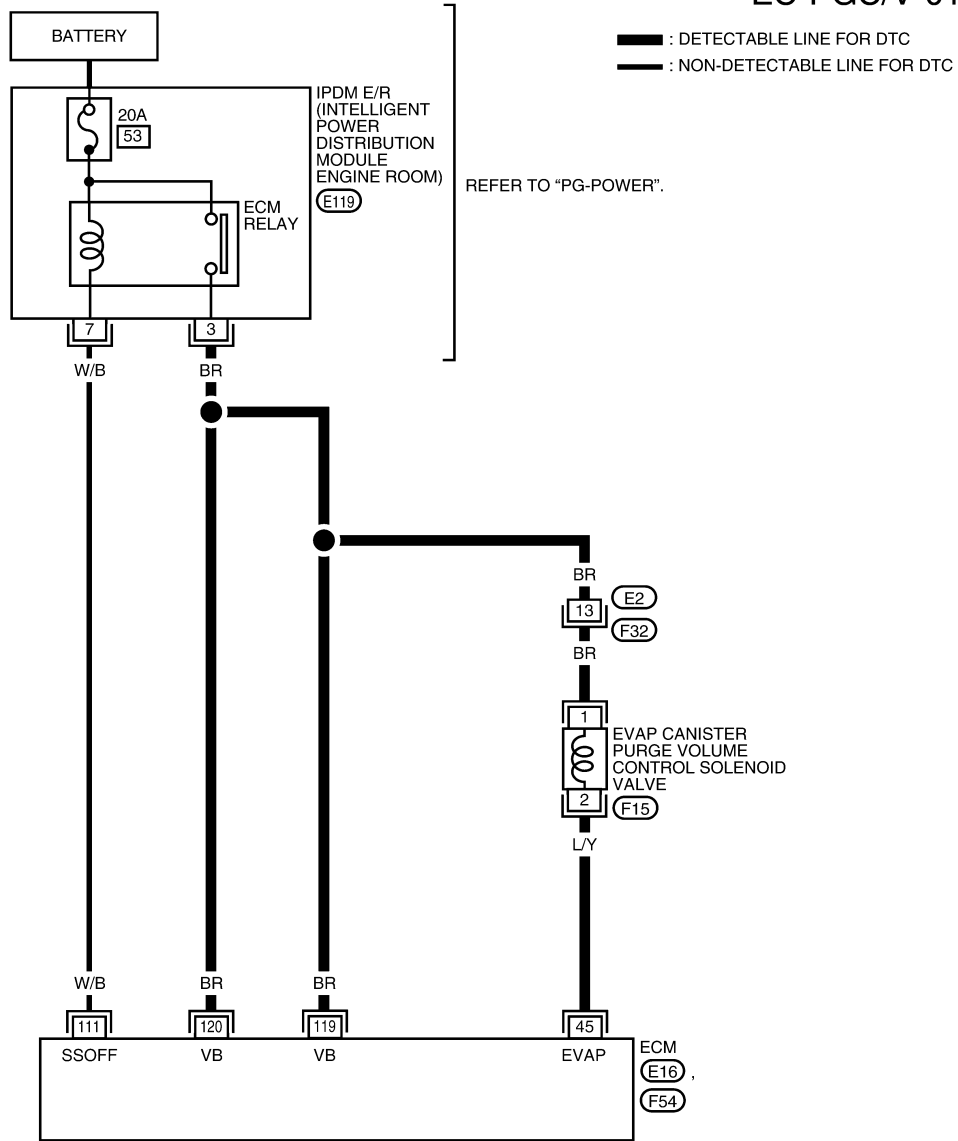 BATTERY
: DETECTABLE LINE FOR DTC
: NON-DETECTABLE LINE FOR DTC
20A
53
IPDM E/R
(INTELLIGENT
POWER
DISTRIBUTION
MODULE
ENGINE ROOM)
E119
REFER TO “PG-POWER”.
ECM
RELAY
7
3
W/B
BR
BR
13
E2
F32
BR
1
EVAP CANISTER
PURGE VOLUME
CONTROL SOLENOID
VALVE
2
F15
L/Y
W/B
BR
BR
111
120
119
45
SSOFF
VB
VB
EVAP
ECM
E16 ,
F54